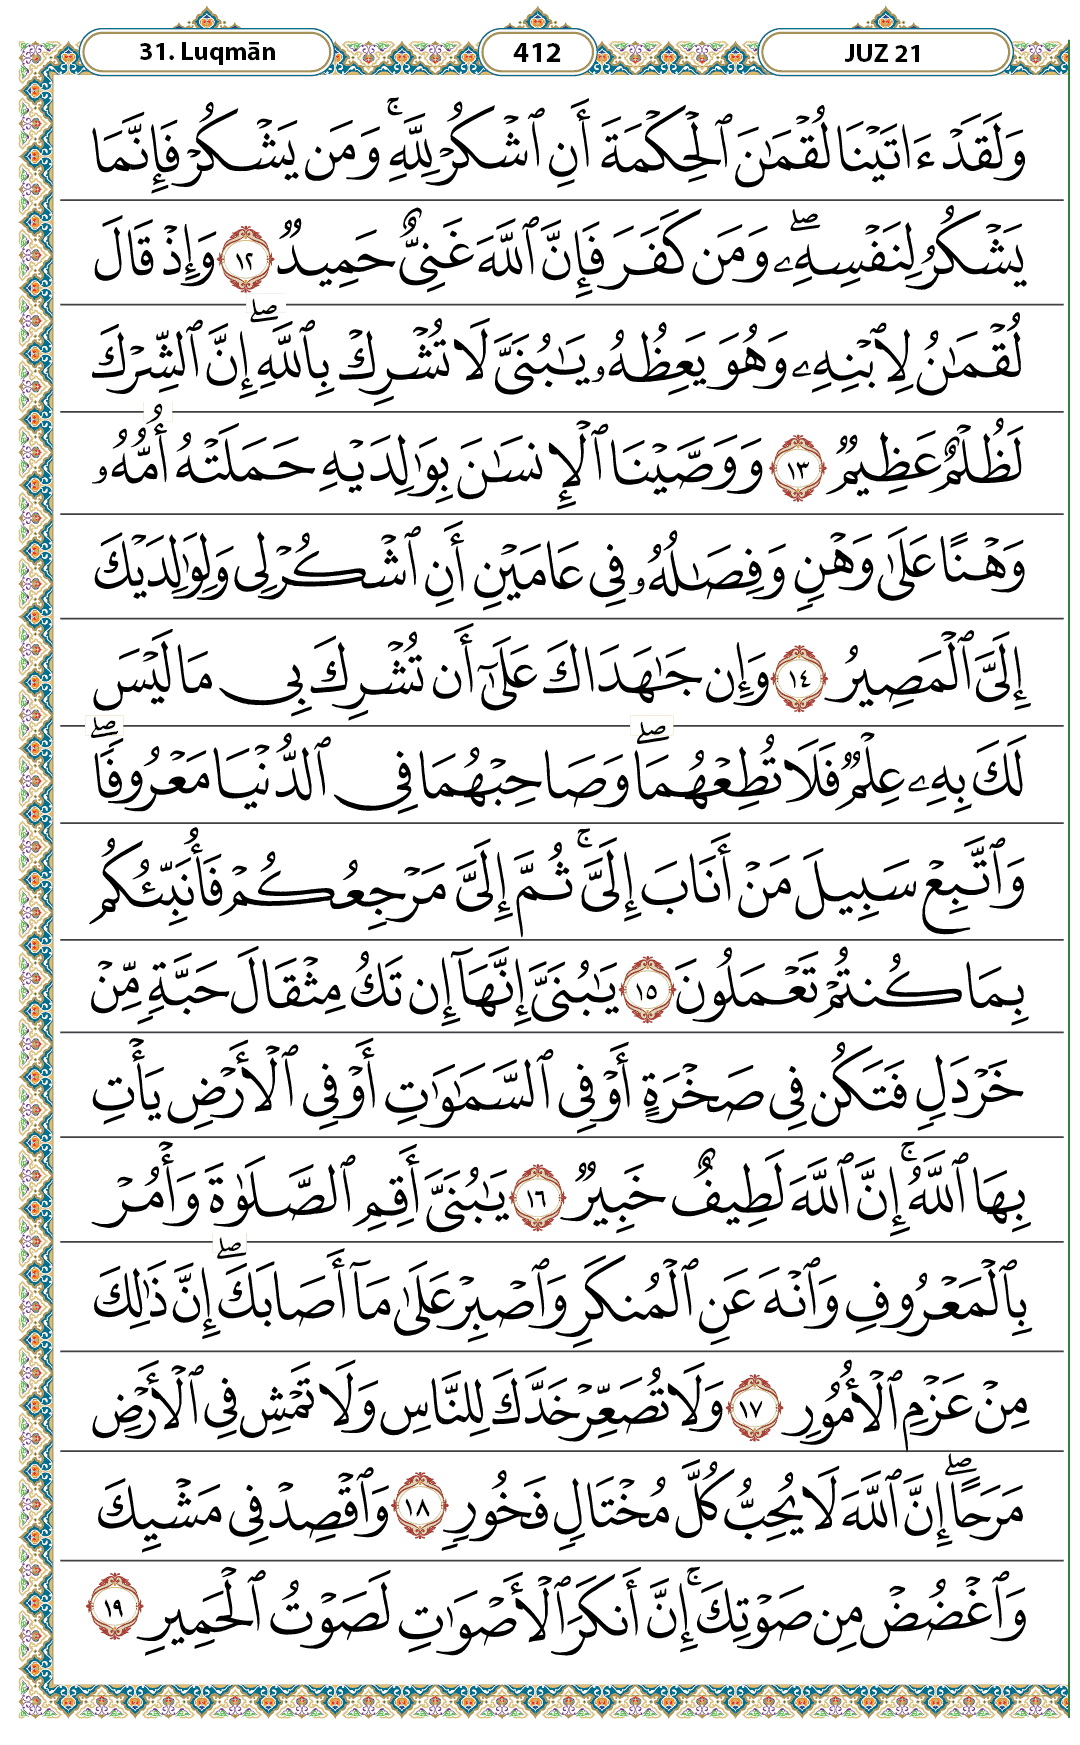 31. Luqmān 412 JUZ 21
وَلَقَدْ ءَاتَيْنَا لُقْمَٰنَ ٱلْحِكْمَةَ أَنِ ٱشْكُرْ لِلَّهِ ۚ وَمَن يَشْكُرْ فَإِنَّمَا
يَشْكُرُ لِنَفْسِهِۦ ۖ وَمَن كَفَرَ فَإِنَّ ٱللَّهَ غَنِىٌّ حَمِيدٌ ١٢ وَإِذْ قَالَ
لُقْمَٰنُ لِٱبْنِهِۦ وَهُوَ يَعِظُهُۥ يَٰبُنَىَّ لَا تُشْرِكْ بِٱللَّهِ ۖ إِنَّ ٱلشِّرْكَ
لَظُلْمٌ عَظِيمٌ ١٣ وَوَصَّيْنَا ٱلْإِنسَٰنَ بِوَٰلِدَيْهِ حَمَلَتْهُ أُمُّهُۥ
وَهْنًا عَلَىٰ وَهْنٍ وَفِصَٰلُهُۥ فِى عَامَيْنِ أَنِ ٱشْكُرْ لِى وَلِوَٰلِدَيْكَ
إِلَىَّ ٱلْمَصِيرُ ١٤ وَإِن جَٰهَدَاكَ عَلَىٰٓ أَن تُشْرِكَ بِى مَا لَيْسَ
لَكَ بِهِۦ عِلْمٌ فَلَا تُطِعْهُمَا ۖ وَصَاحِبْهُمَا فِى ٱلدُّنْيَا مَعْرُوفًا ۖ
وَٱتَّبِعْ سَبِيلَ مَنْ أَنَابَ إِلَىَّ ۚ ثُمَّ إِلَىَّ مَرْجِعُكُمْ فَأُنَبِّئُكُم
بِمَا كُنتُمْ تَعْمَلُونَ ١٥ يَٰبُنَىَّ إِنَّهَآ إِن تَكُ مِثْقَالَ حَبَّةٍ مِّنْ
خَرْدَلٍ فَتَكُن فِى صَخْرَةٍ أَوْ فِى ٱلسَّمَٰوَٰتِ أَوْ فِى ٱلْأَرْضِ يَأْتِ
بِهَا ٱللَّهُ ۚ إِنَّ ٱللَّهَ لَطِيفٌ خَبِيرٌ ١٦ يَٰبُنَىَّ أَقِمِ ٱلصَّلَوٰةَ وَأْمُرْ
بِٱلْمَعْرُوفِ وَٱنْهَ عَنِ ٱلْمُنكَرِ وَٱصْبِرْ عَلَىٰ مَآ أَصَابَكَ ۖ إِنَّ ذَٰلِكَ
مِنْ عَزْمِ ٱلْأُمُورِ ١٧ وَلَا تُصَعِّرْ خَدَّكَ لِلنَّاسِ وَلَا تَمْشِ فِى ٱلْأَرْضِ
مَرَحًا ۖ إِنَّ ٱللَّهَ لَا يُحِبُّ كُلَّ مُخْتَالٍ فَخُورٍ ١٨ وَٱقْصِدْ فِى مَشْيِكَ
وَٱغْضُضْ مِن صَوْتِكَ ۚ إِنَّ أَنكَرَ ٱلْأَصْوَٰتِ لَصَوْتُ ٱلْحَمِيرِ ١٩